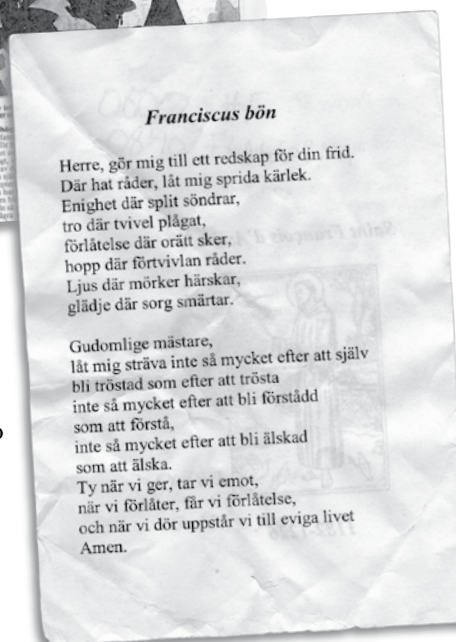 Franciscus bön
Herre, gör mig till ett redskap för din frid.
Där hat råder, låt mig sprida kärlek.
Enighet där split söndrar,
tro där tvivel plågat,
förlåtelse där orätt sker,
hopp där förtvivlan råder.
Ljus där mörker härskar,
glädje där sorg smärtar.
Gudomlige mästare,
låt mig sträva inte så mycket efter att själv
bli tröstad som efter att trösta
inte så mycket efter att bli förstådd
som att förstå,
inte så mycket efter att bli älskad
som att älska.
Ty när vi ger, tar vi emot,
när vi förlåter, får vi förlåtelse,
och när vi dör uppstår vi till eviga livet
Amen.